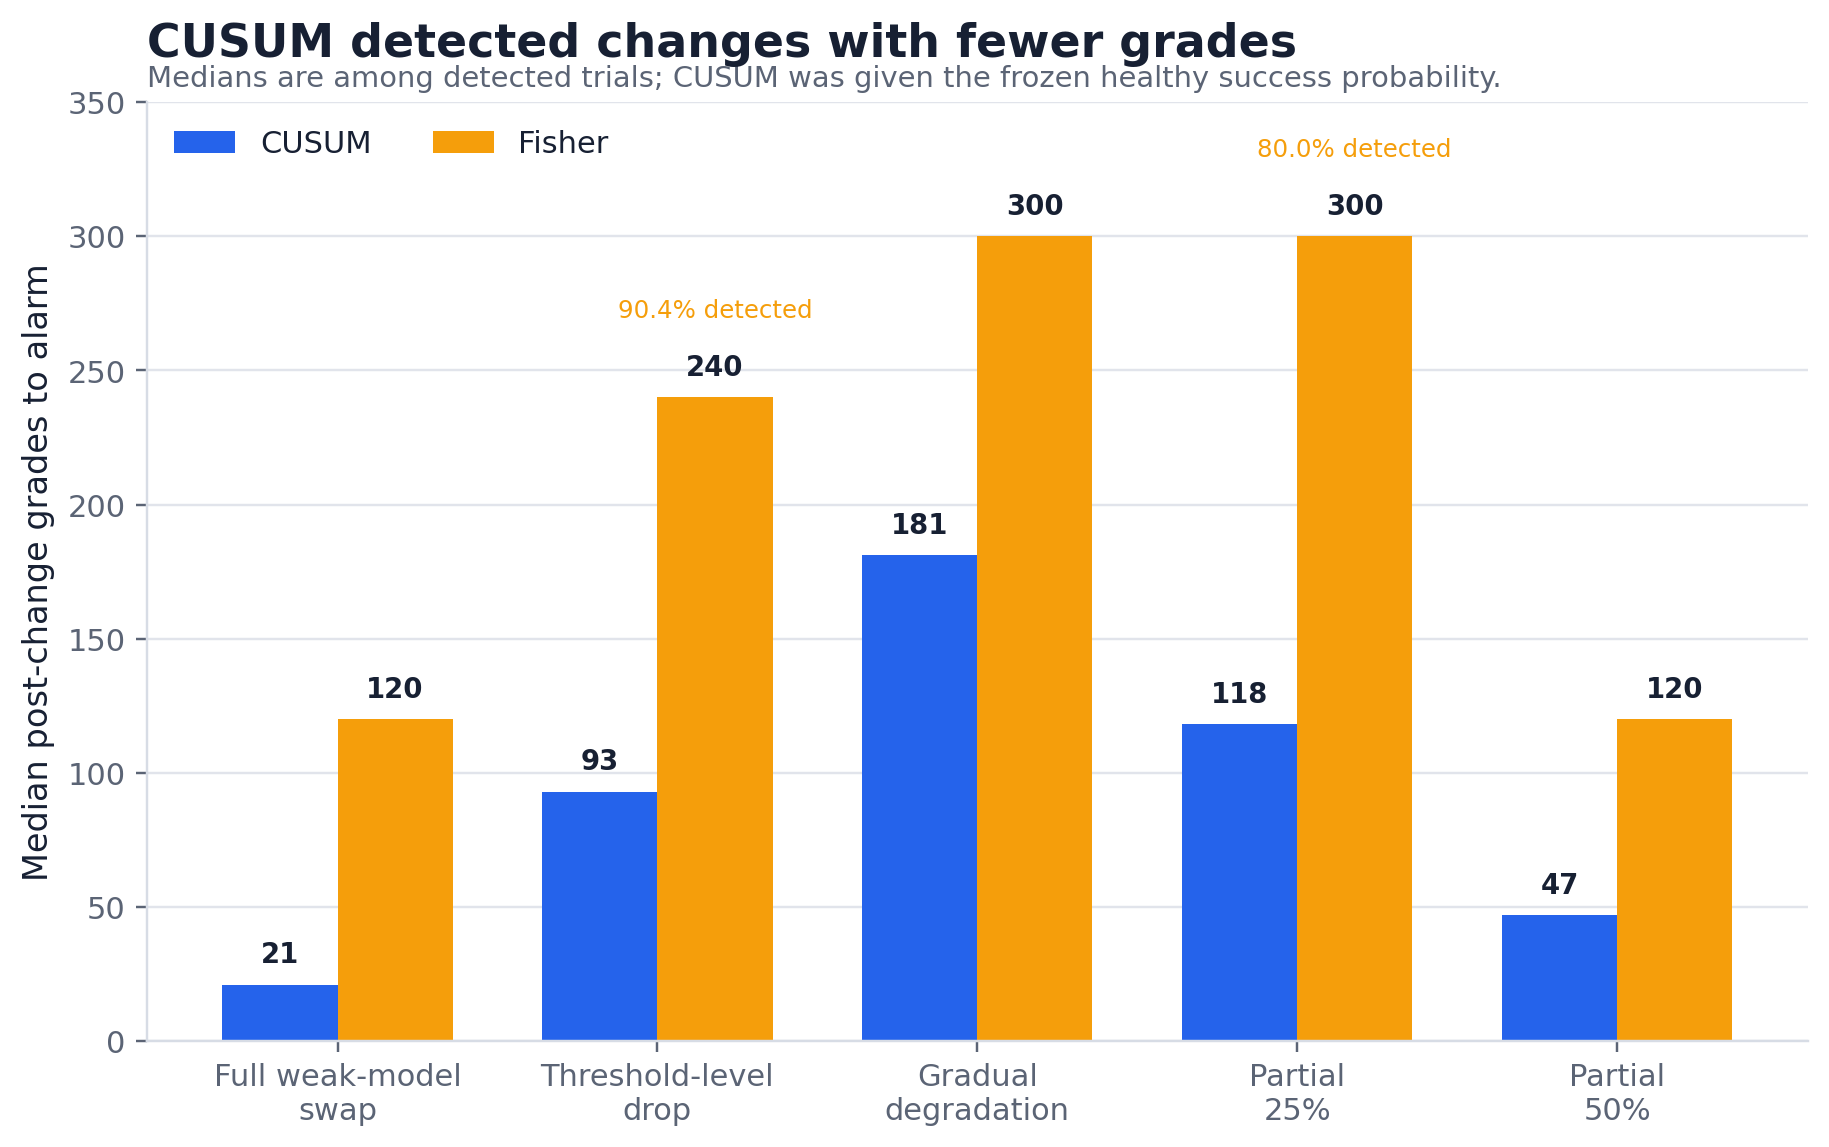 CUSUM detected changes with fewer grades
Medians are among detected trials; CUSUM was given the frozen healthy success probability.
Median post-change grades to alarm
350
300
250
200
150
100
50
0
CUSUM
Fisher
21
120
93
240
90.4% detected
181
300
118
300
80.0% detected
47
120
Full weak-model
swap
Threshold-level
drop
Gradual
degradation
Partial
25%
Partial
50%